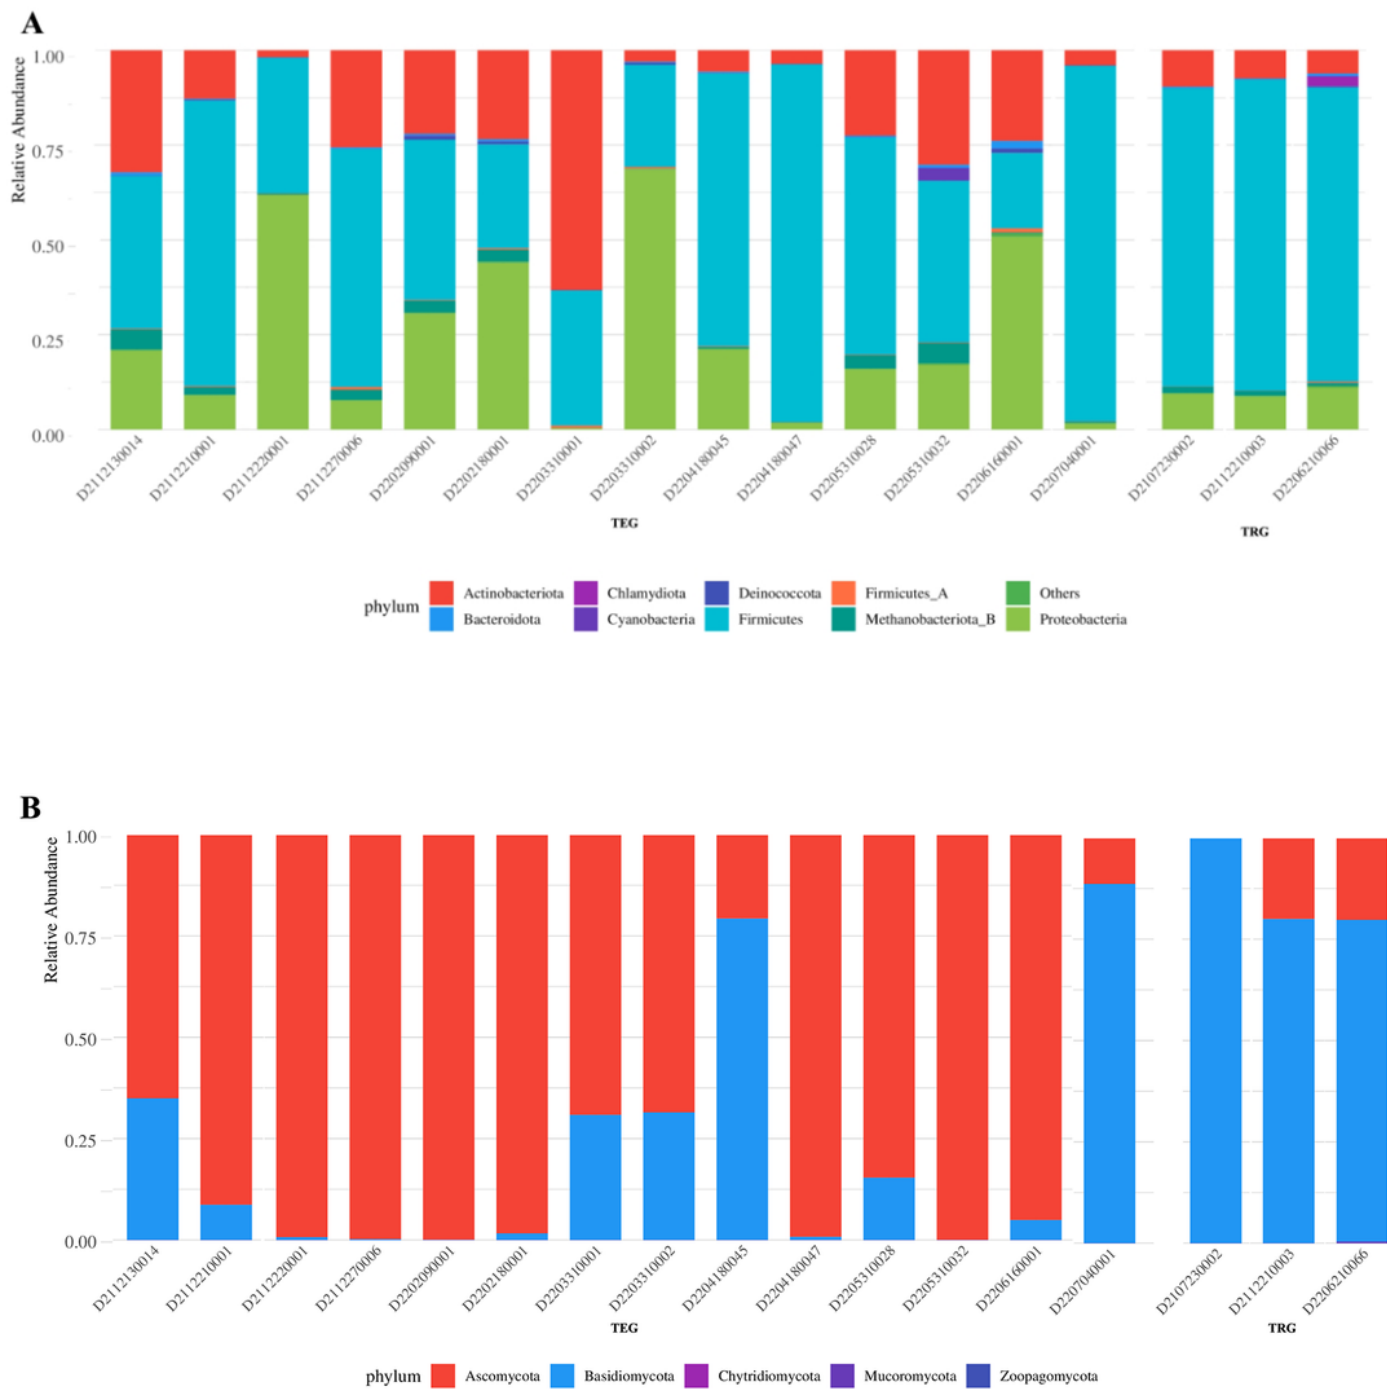 A
Relative Abundance
1.00
0.75
0.50
0.25
0.00
D2112130014
D2112210001
D2112220001
D2112270006
D2202090001
D2202180001
D2203310001
D2203310002
D2204180045
D2204180047
D2205310028
D2205310032
D2206160001
D2207040001
D2107230002
D2112210003
D2206210066
TEG
TRG
phylum
Actinobacteriota
Chlamydiota
Deinococcota
Firmicutes_A
Others
Bacteroidota
Cyanobacteria
Firmicutes
Methanobacteriota_B
Proteobacteria
B
Relative Abundance
1.00
0.75
0.50
0.25
0.00
D2112130014
D2112210001
D2112220001
D2112270006
D2202090001
D2202180001
D2203310001
D2203310002
D2204180045
D2204180047
D2205310028
D2205310032
D2206160001
D2207040001
D2107230002
D2112210003
D2206210066
TEG
TRG
phylum
Ascomycota
Basidiomycota
Chytridiomycota
Mucoromycota
Zoopagomycota